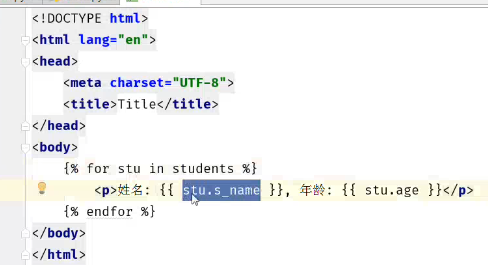 <!DOCTYPE html>
<html lang="en">
<head>
    <meta charset="UTF-8">
    <title>Title</title>
</head>
<body>
    {% for stu in students %}
        <p>姓名: {{ stu.s_name }}, 年龄: {{ stu.age }}</p>
    {% endfor %}
</body>
</html>